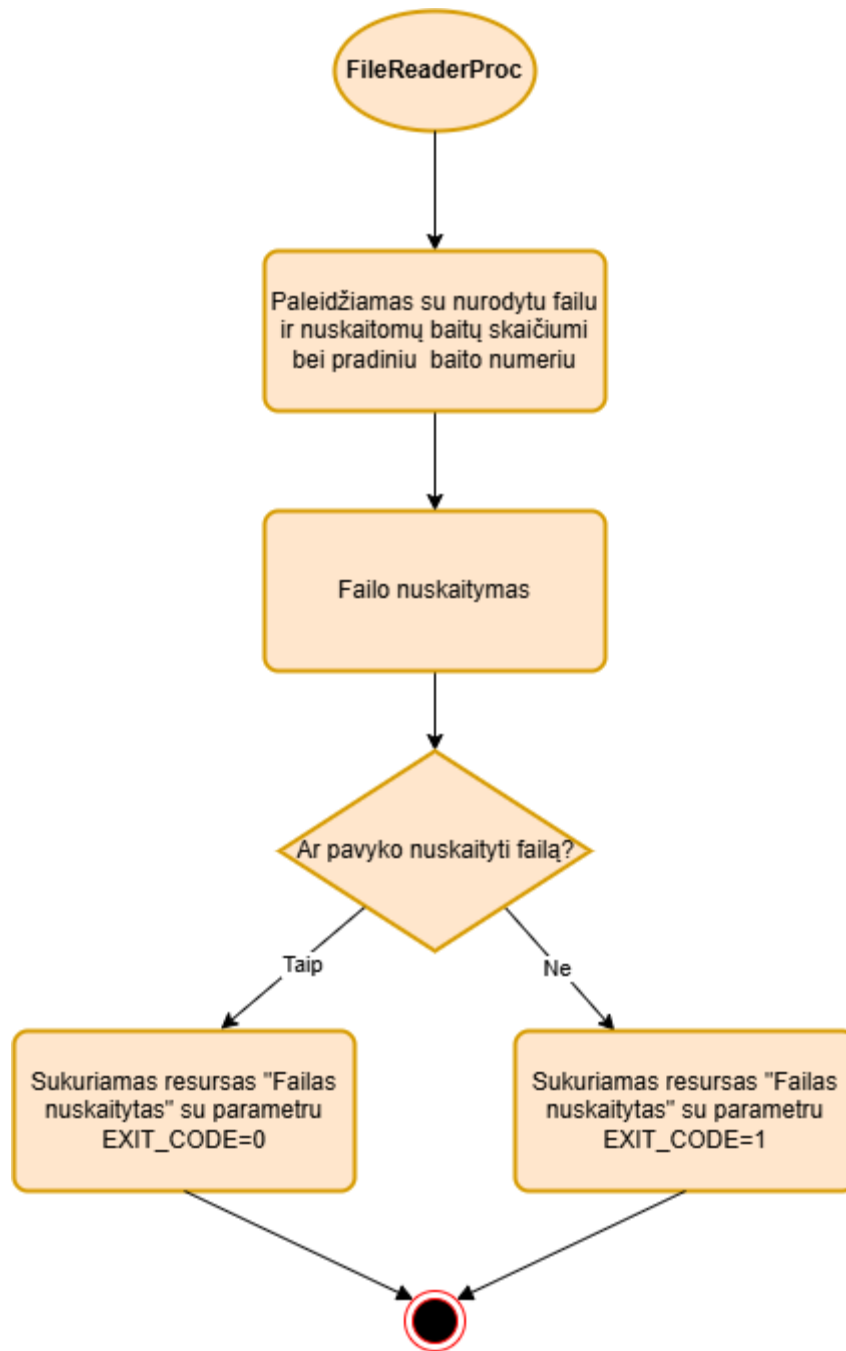 FileReaderProc
Paleidžiamas su nurodytu failu
ir nuskaitomų baitų skaičiumi
bei pradiniu  baito numeriu
Failo nuskaitymas
Ar pavyko nuskaityti failą?
Taip
Ne
Sukuriamas resursas "Failas
nuskaitytas" su parametru
EXIT_CODE=0
Sukuriamas resursas "Failas
nuskaitytas" su parametru
EXIT_CODE=1